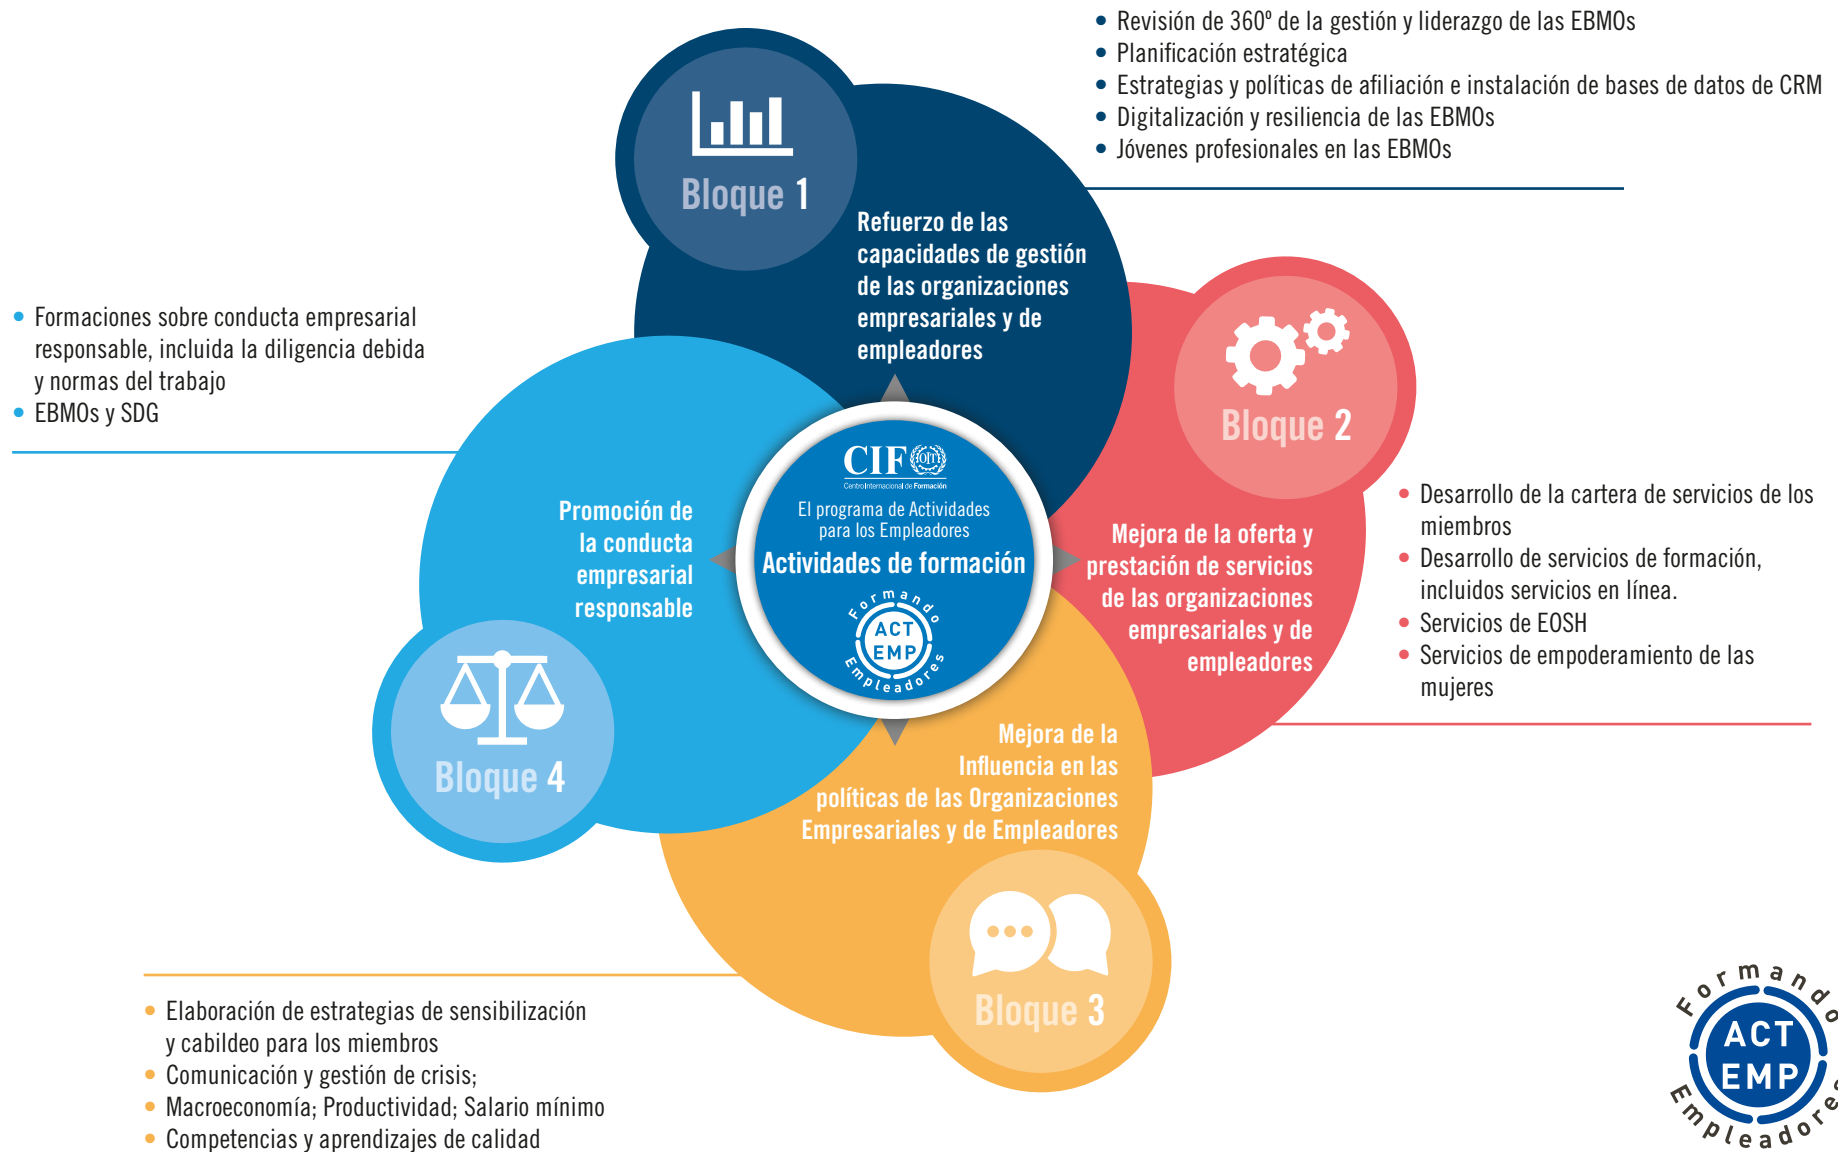 • Revisión de 360º de la gestión y liderazgo de las EBMOs
• Planificación estratégica
• Estrategias y políticas de afiliación e instalación de bases de datos de CRM
• Digitalización y resiliencia de las EBMOs
• Jóvenes profesionales en las EBMOs
Bloque 1
Refuerzo de las
capacidades de gestión
de las organizaciones
empresariales y de
empleadores
• Formaciones sobre conducta empresarial
responsable, incluida la diligencia debida
y normas del trabajo
• EBMOs y SDG
Bloque 2
Mejora de la oferta y
prestación de servicios
de las organizaciones
empresariales y de
empleadores
• Desarrollo de la cartera de servicios de los
miembros
• Desarrollo de servicios de formación,
incluidos servicios en línea.
• Servicios de EOSH
• Servicios de empoderamiento de las
mujeres
CIF OIT
Centro Internacional de Formación
El programa de Actividades
para los Empleadores
Actividades de formación
Formando
ACT
EMP
Empleadores
Promoción de
la conducta
empresarial
responsable
Bloque 4
Mejora de la
Influencia en las
políticas de las Organizaciones
Empresariales y de Empleadores
Bloque 3
• Elaboración de estrategias de sensibilización
y cabildeo para los miembros
• Comunicación y gestión de crisis;
• Macroeconomía; Productividad; Salario mínimo
• Competencias y aprendizajes de calidad
Formando
ACT
EMP
Empleadores